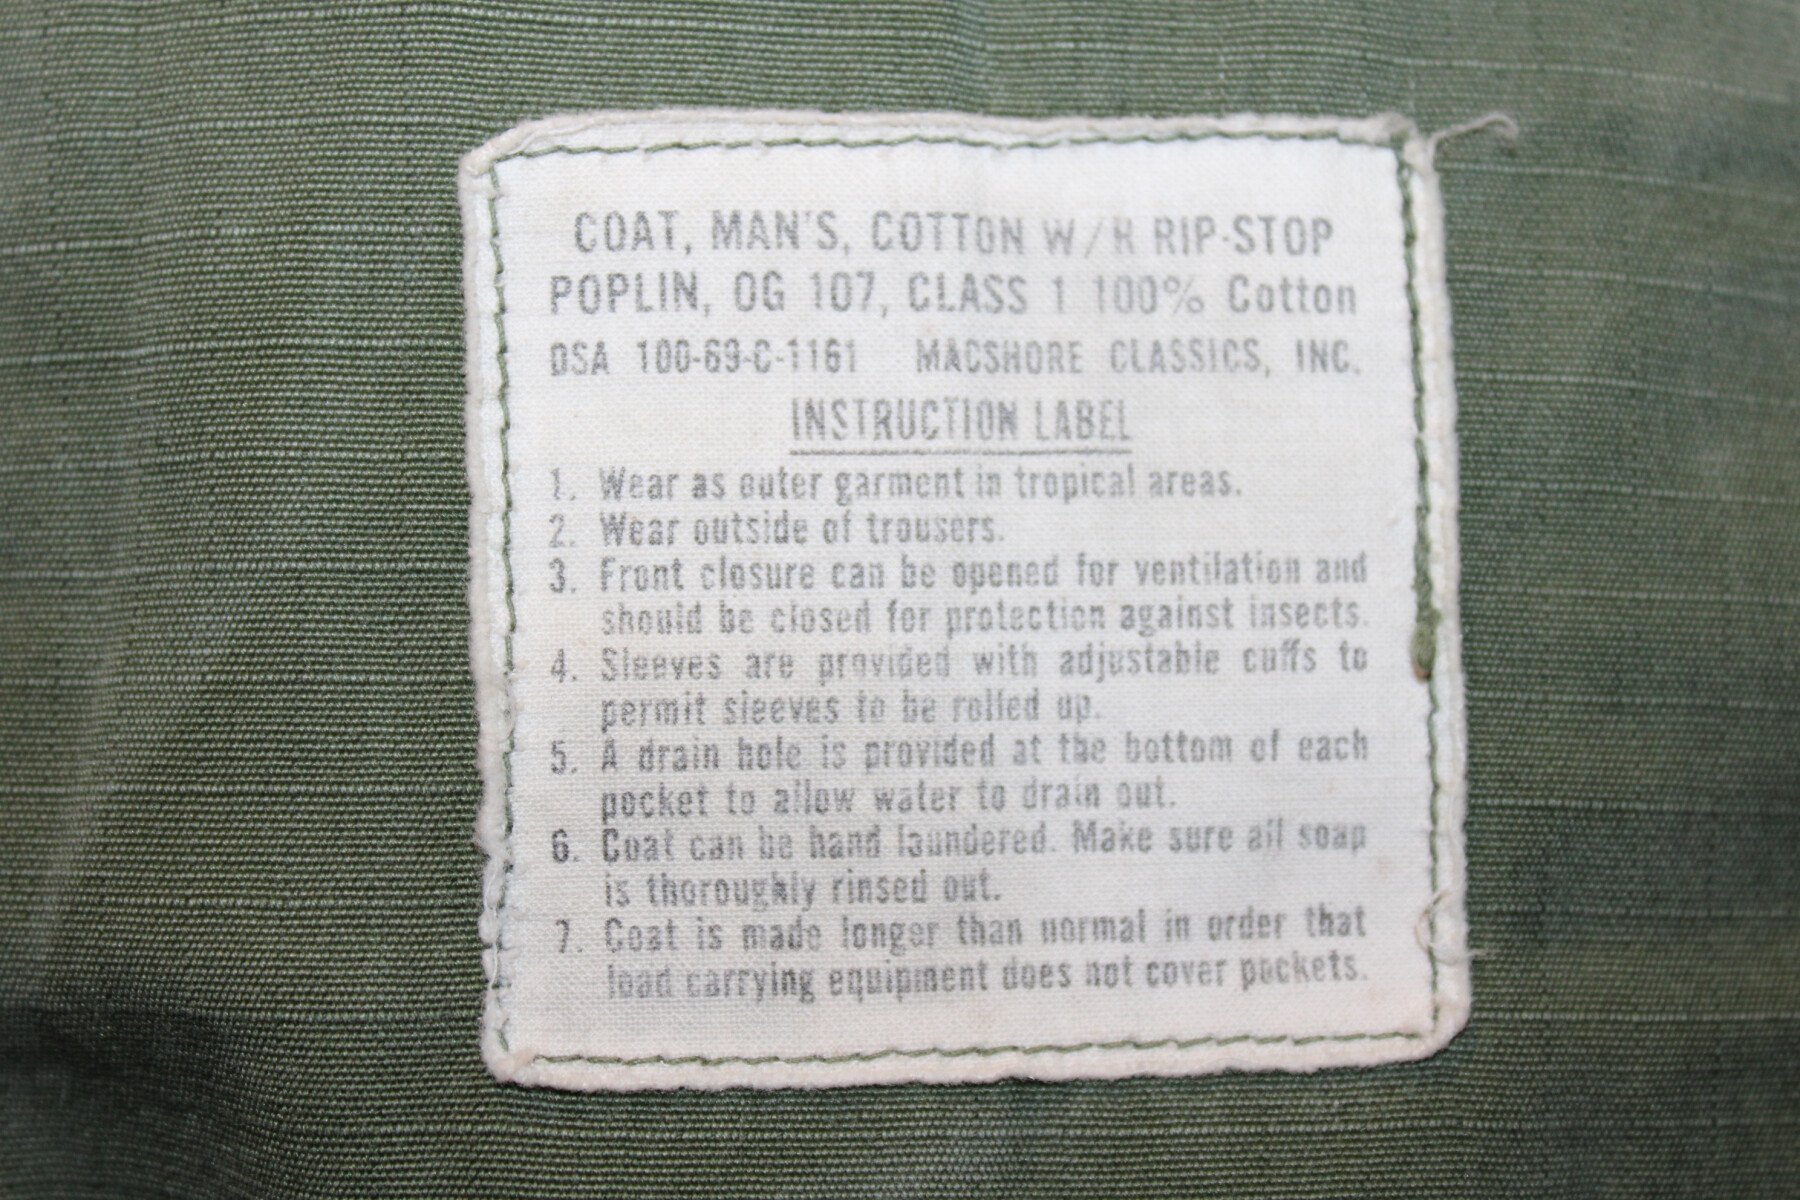 COAT, MAN'S, COTTON W/R RIP-STOP
POPLIN, OG 107, CLASS 1 100% Cotton
DSA 100-69-C-1161 MACSHORE CLASSICS, INC.
INSTRUCTION LABEL
1. Wear as outer garment in tropical areas.
2. Wear outside of trousers.
3. Front closure can be opened for ventilation and
should be closed for protection against insects.
4. Sleeves are provided with adjustable cuffs to
permit sleeves to be rolled up.
5. A drain hole is provided at the bottom of each
pocket to allow water to drain out.
6. Coat can be hand laundered. Make sure all soap
is thoroughly rinsed out.
7. Coat is made longer than normal in order that
load carrying equipment does not cover pockets.